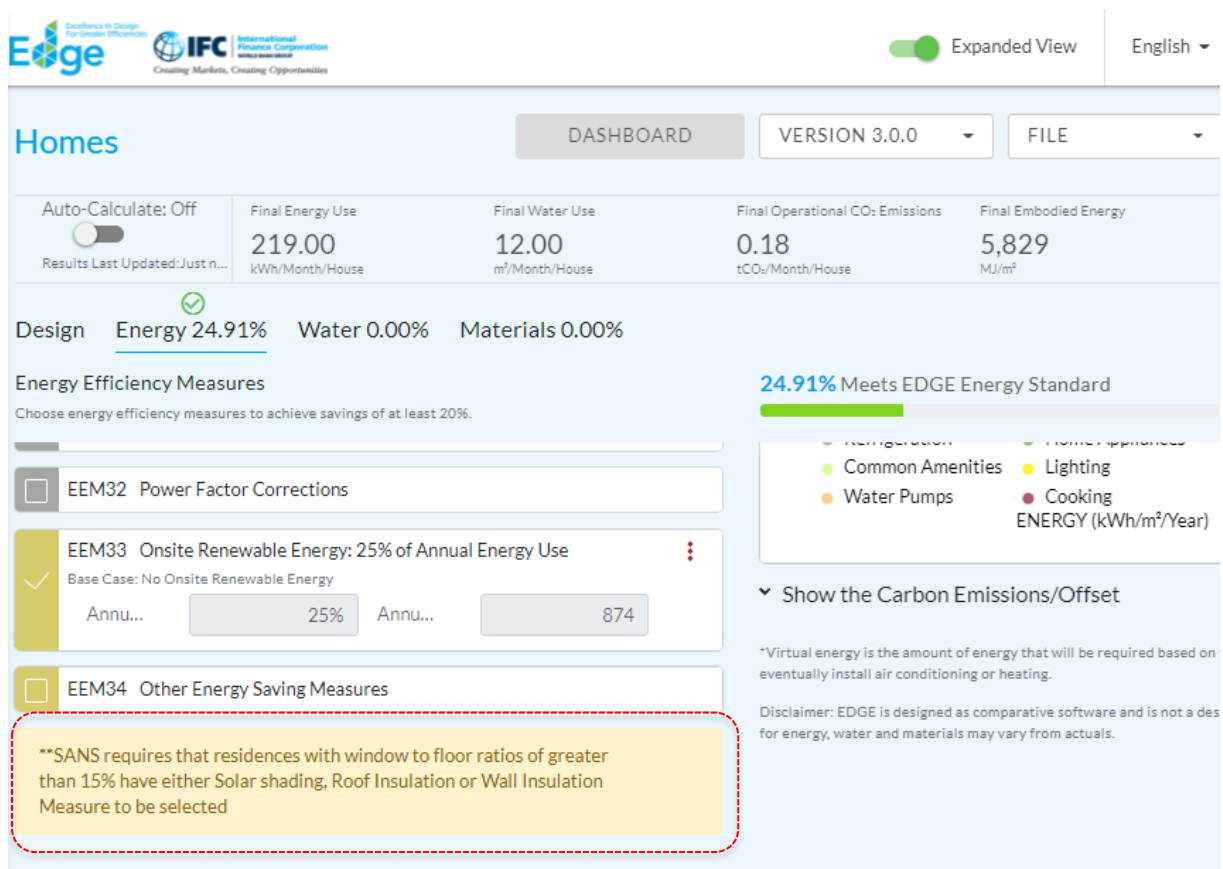 Excellence In Design
For Greater Efficiencies
Edge
IFC
International
Finance Corporation
WORLD BANK GROUP
Creating Markets, Creating Opportunities
Expanded View
English
Homes
DASHBOARD
VERSION 3.0.0
FILE
Auto-Calculate: Off
Results Last Updated:Just n...
Final Energy Use
219.00
kWh/Month/House
Final Water Use
12.00
m³/Month/House
Final Operational CO₂ Emissions
0.18
tCO₂/Month/House
Final Embodied Energy
5,829
MJ/m²
Design
Energy 24.91%
Water 0.00%
Materials 0.00%
Energy Efficiency Measures
Choose energy efficiency measures to achieve savings of at least 20%.
24.91% Meets EDGE Energy Standard
EEM32 Power Factor Corrections
EEM33 Onsite Renewable Energy: 25% of Annual Energy Use
Base Case: No Onsite Renewable Energy
Annu... 25% Annu... 874
EEM34 Other Energy Saving Measures
**SANS requires that residences with window to floor ratios of greater
than 15% have either Solar shading, Roof Insulation or Wall Insulation
Measure to be selected
Refrigeration
Home Appliances
Common Amenities
Lighting
Water Pumps
Cooking
ENERGY (kWh/m²/Year)
Show the Carbon Emissions/Offset
*Virtual energy is the amount of energy that will be required based on
eventually install air conditioning or heating.
Disclaimer: EDGE is designed as comparative software and is not a des
for energy, water and materials may vary from actuals.